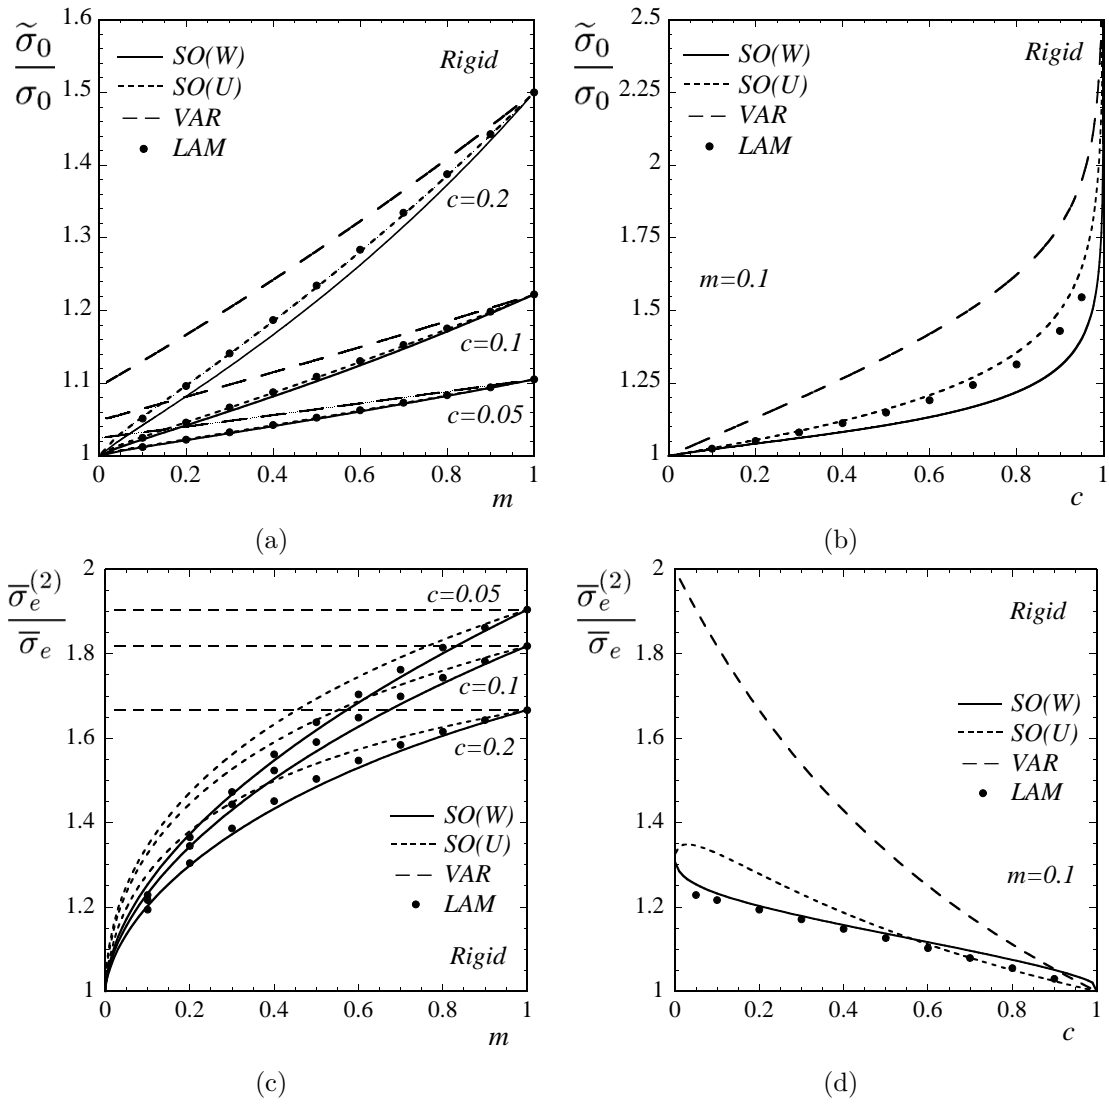 σ̃₀
σ₀
1.6
1.5
1.4
1.3
1.2
1.1
1
SO(W)
SO(U)
VAR
LAM
Rigid
c=0.2
c=0.1
c=0.05
0 0.2 0.4 0.6 0.8 1
m
(a)
σ̃₀
σ₀
2.5
2.25
2
1.75
1.5
1.25
1
SO(W)
SO(U)
VAR
LAM
Rigid
m=0.1
0 0.2 0.4 0.6 0.8 1
c
(b)
σ̅ₑ⁽²⁾
σ̅ₑ
2
1.8
1.6
1.4
1.2
1
c=0.05
c=0.1
c=0.2
SO(W)
SO(U)
VAR
LAM
Rigid
0 0.2 0.4 0.6 0.8 1
m
(c)
σ̅ₑ⁽²⁾
σ̅ₑ
2
1.8
1.6
1.4
1.2
1
Rigid
SO(W)
SO(U)
VAR
LAM
m=0.1
0 0.2 0.4 0.6 0.8 1
c
(d)